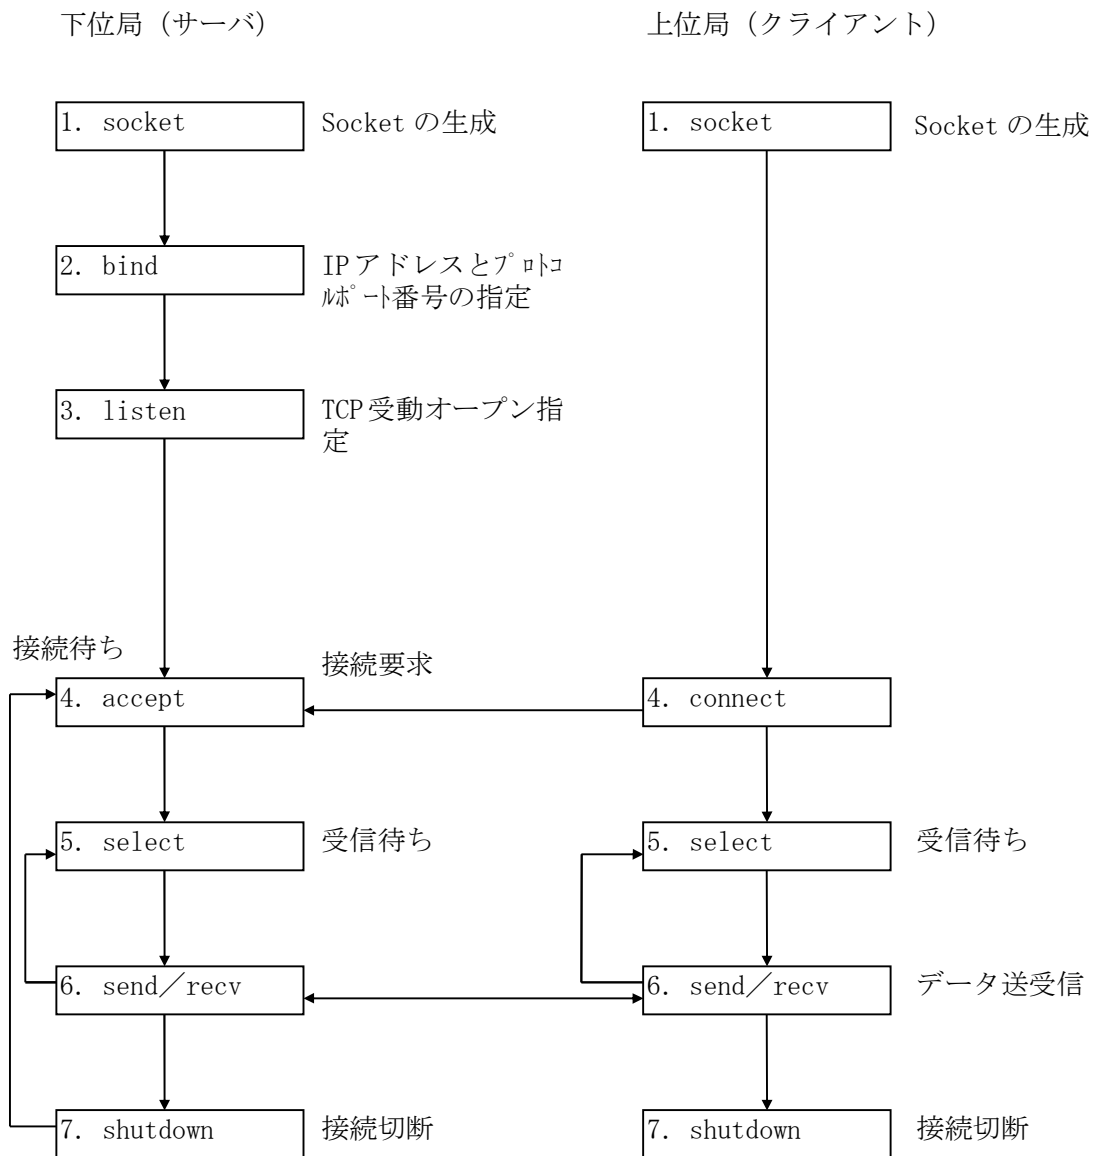 下位局（サーバ）
上位局（クライアント）
1. socket
Socket の生成
1. socket
Socket の生成
2. bind
IPアドレスとﾌﾟﾛﾄｺ
ﾙﾎﾟｰﾄ番号の指定
3. listen
TCP受動オープン指
定
接続待ち
接続要求
4. accept
4. connect
5. select
受信待ち
5. select
受信待ち
6. send／recv
6. send／recv
データ送受信
7. shutdown
接続切断
7. shutdown
接続切断